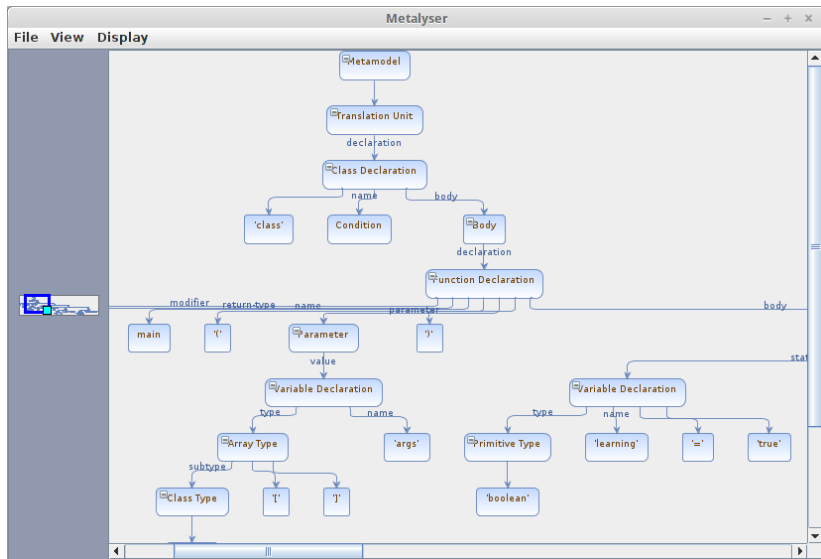 Metalyser
File View Display
Metamodel
Translation Unit
declaration
Class Declaration
name
body
'class'
Condition
Body
declaration
Function Declaration
modifier
return-type
name
parameter
body
main
'('
Parameter
')'
value
stat
Variable Declaration
Variable Declaration
type
name
type
name
Array Type
'args'
Primitive Type
'learning'
'='
'true'
subtype
Class Type
'['
']'
'boolean'